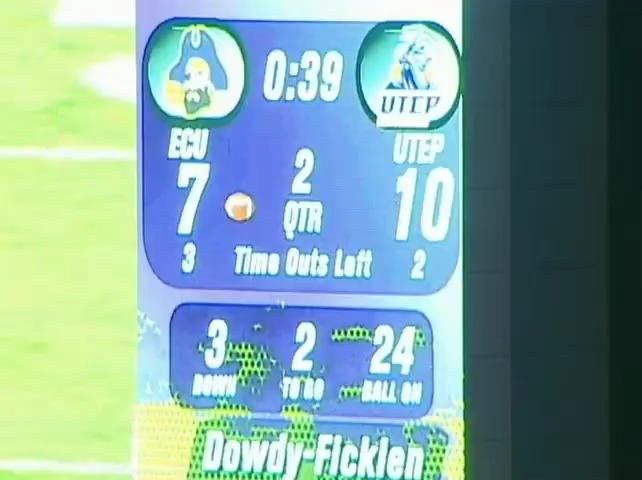 0:39
UTEP
ECU
UTEP
7
2
10
QTR
3
Time Outs Left
2
3
2
24
DOWN
TO GO
BALL ON
Dowdy-Ficklen